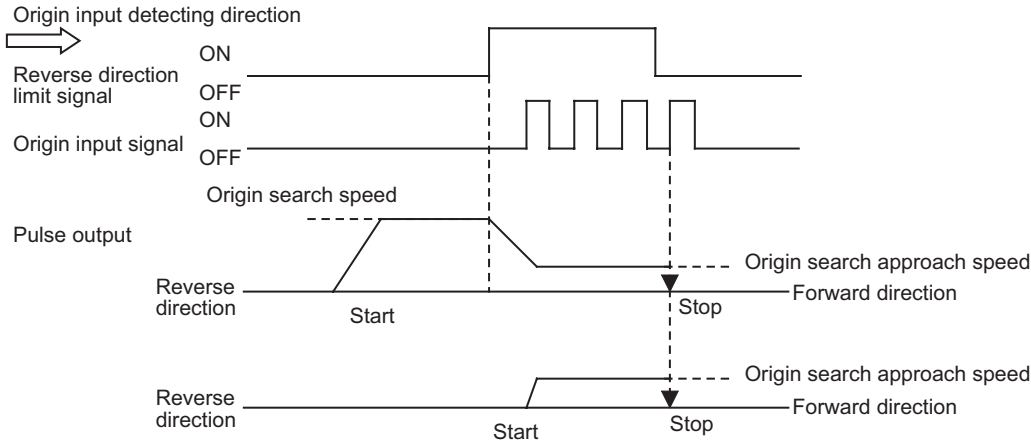 Origin input detecting direction
ON
Reverse direction
limit signal
OFF
ON
Origin input signal
OFF
Origin search speed
Pulse output
Origin search approach speed
Reverse
direction
Forward direction
Start
Stop
Origin search approach speed
Reverse
direction
Forward direction
Start
Stop